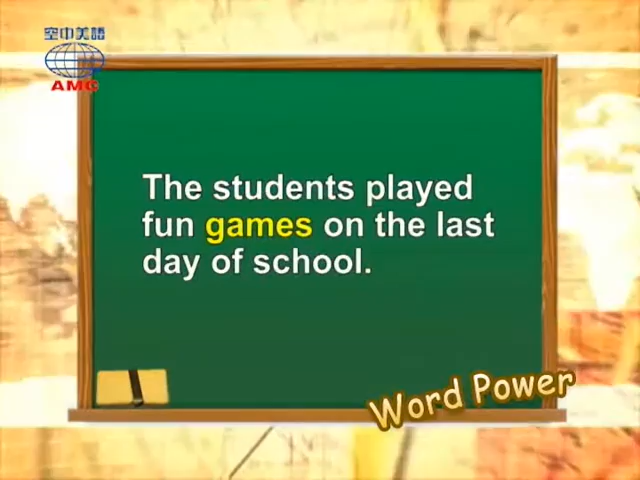 空中美語
AMC
The students played
fun games on the last
day of school.
Word Power